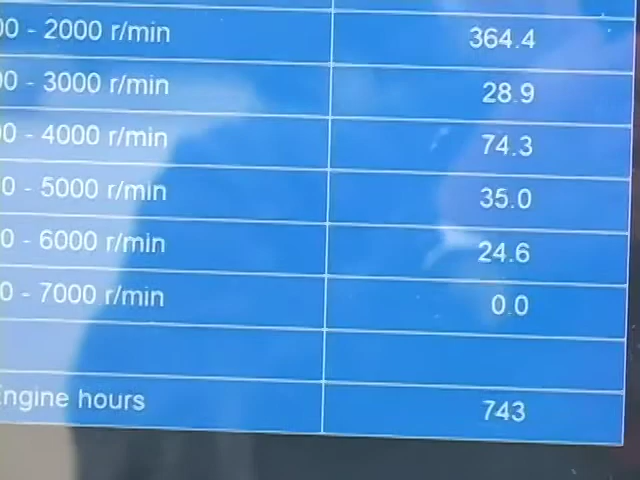 00 - 2000 r/min 364.4
00 - 3000 r/min 28.9
00 - 4000 r/min 74.3
0 - 5000 r/min 35.0
0 - 6000 r/min 24.6
0 - 7000 r/min 0.0
Engine hours 743